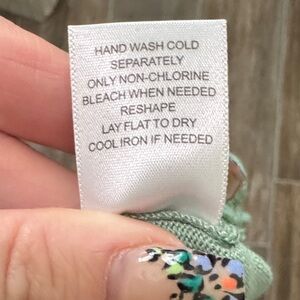 HAND WASH COLD
SEPARATELY
ONLY NON-CHLORINE
BLEACH WHEN NEEDED
RESHAPE
LAY FLAT TO DRY
COOL IRON IF NEEDED